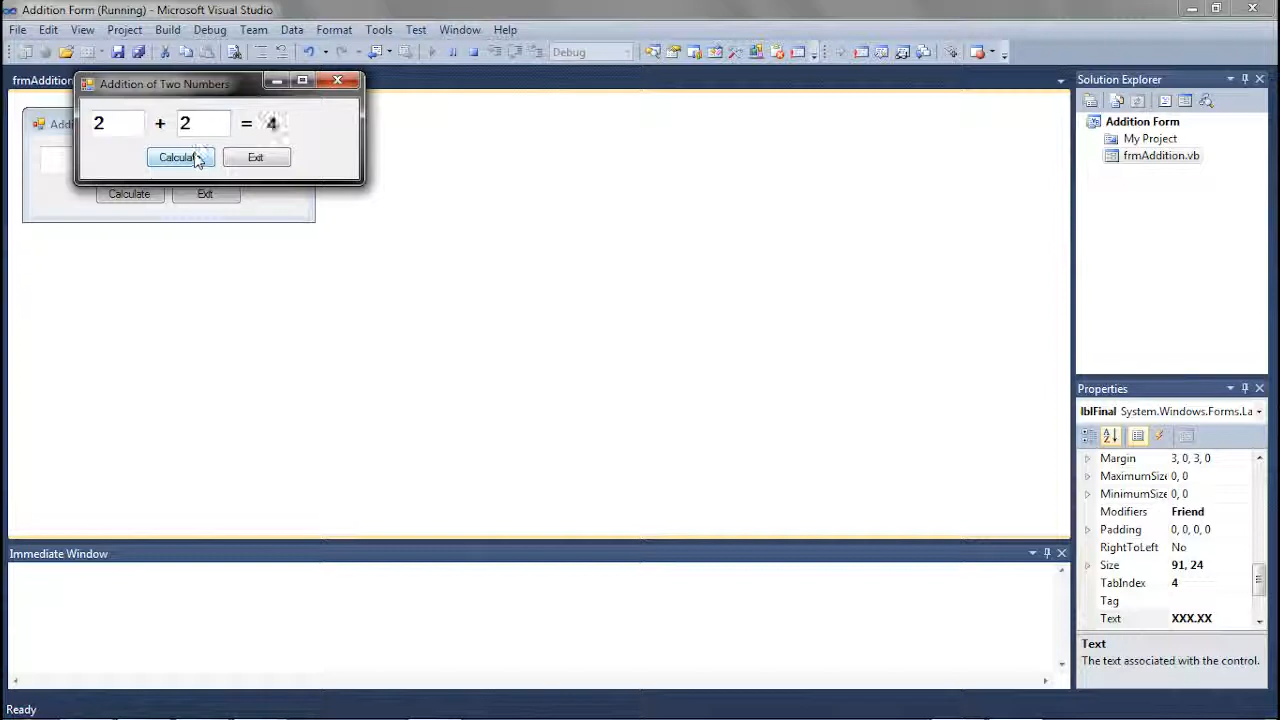 Addition Form (Running) - Microsoft Visual Studio
File Edit View Project Build Debug Team Data Format Tools Test Window Help
Debug
frmAddition
Addition of Two Numbers
2 + 2 = 4
Calculate Exit
Calculate Exit
Solution Explorer
Addition Form
My Project
frmAddition.vb
Properties
lblFinal System.Windows.Forms.La
Margin 3, 0, 3, 0
MaximumSize 0, 0
MinimumSize 0, 0
Modifiers Friend
Padding 0, 0, 0, 0
RightToLeft No
Size 91, 24
TabIndex 4
Tag
Text XXX.XX
Text
The text associated with the control.
Immediate Window
Ready